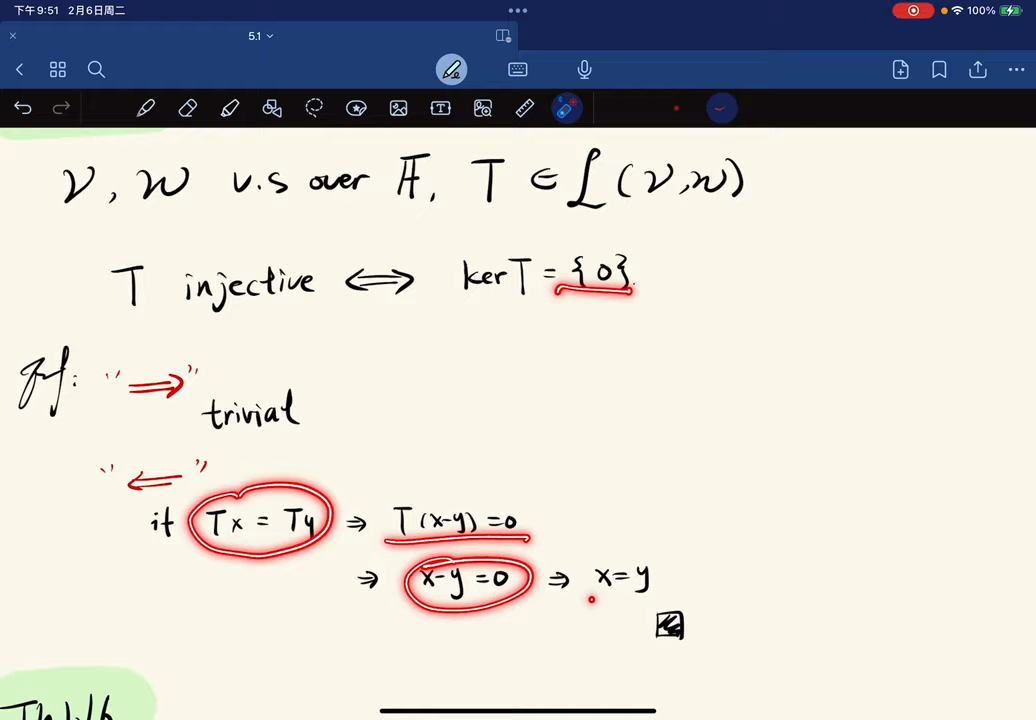 下午9:51 2月6日周二
100%
5.1
V, W v.s over 𝔽, T ∈ ℒ(V,W)
T injective ⟺ ker T = {0}.
pf: "⟹"
trivial
"⟸"
if Tx = Ty ⇒ T(x-y) = 0
⇒ x-y = 0 ⇒ x = y